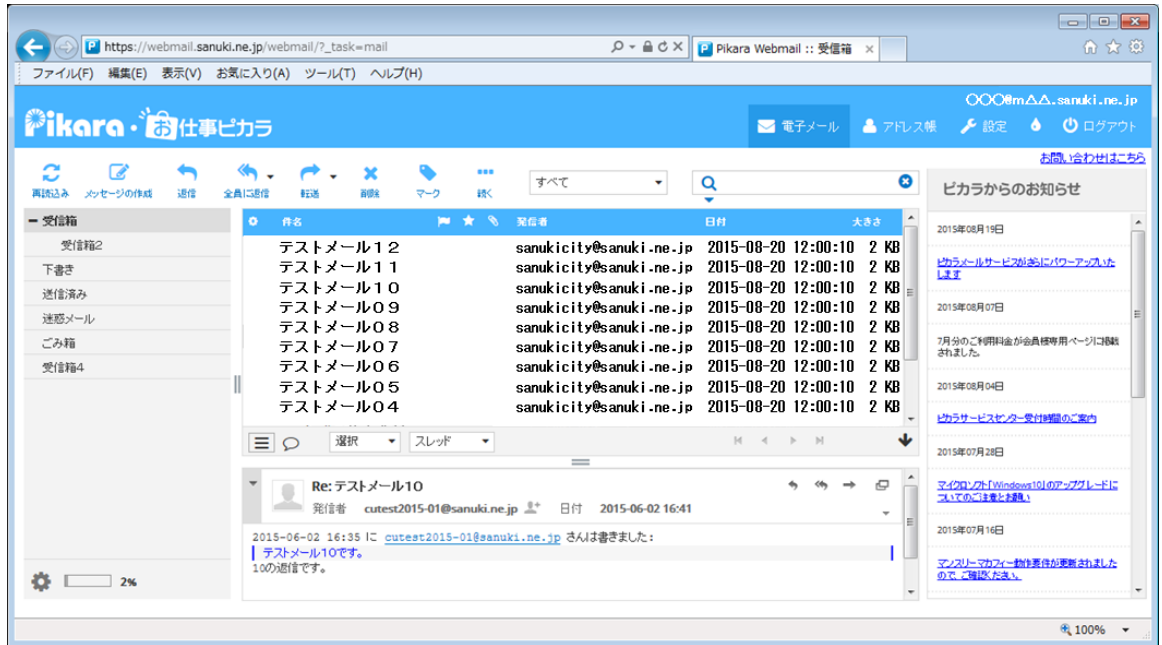 https://webmail.sanuki.ne.jp/webmail/?_task=mail
Pikara Webmail :: 受信箱
ファイル(F) 編集(E) 表示(V) お気に入り(A) ツール(T) ヘルプ(H)
○○○@m△△.sanuki.ne.jp
Pikara・お仕事ピカラ
電子メール アドレス帳 設定 ログアウト
お問い合わせはこちら
再読込み メッセージの作成 返信 全員に返信 転送 削除 マーク 続く
すべて
ピカラからのお知らせ
受信箱
受信箱2
下書き
送信済み
迷惑メール
ごみ箱
受信箱4
2%
件名 発信者 日付 大きさ
テストメール12 sanukicity@sanuki.ne.jp 2015-08-20 12:00:10 2 KB
テストメール11 sanukicity@sanuki.ne.jp 2015-08-20 12:00:10 2 KB
テストメール10 sanukicity@sanuki.ne.jp 2015-08-20 12:00:10 2 KB
テストメール09 sanukicity@sanuki.ne.jp 2015-08-20 12:00:10 2 KB
テストメール08 sanukicity@sanuki.ne.jp 2015-08-20 12:00:10 2 KB
テストメール07 sanukicity@sanuki.ne.jp 2015-08-20 12:00:10 2 KB
テストメール06 sanukicity@sanuki.ne.jp 2015-08-20 12:00:10 2 KB
テストメール05 sanukicity@sanuki.ne.jp 2015-08-20 12:00:10 2 KB
テストメール04 sanukicity@sanuki.ne.jp 2015-08-20 12:00:10 2 KB
選択 スレッド
Re: テストメール10
発信者 cutest2015-01@sanuki.ne.jp 日付 2015-06-02 16:41
2015-06-02 16:35 に cutest2015-01@sanuki.ne.jp さんは書きました:
テストメール10です。
10の返信です。
2015年08月19日
ピカラメールサービスがさらにパワーアップいた
します
2015年08月07日
7月分のご利用料金が会員様専用ページに掲載
されました。
2015年08月04日
ピカラサービスセンター受付時間のご案内
2015年07月28日
マイクロソフト「Windows10」のアップグレードに
ついてのご注意とお願い
2015年07月16日
マンスリーマカフィー動作要件が更新されました
ので、ご確認ください。
100%